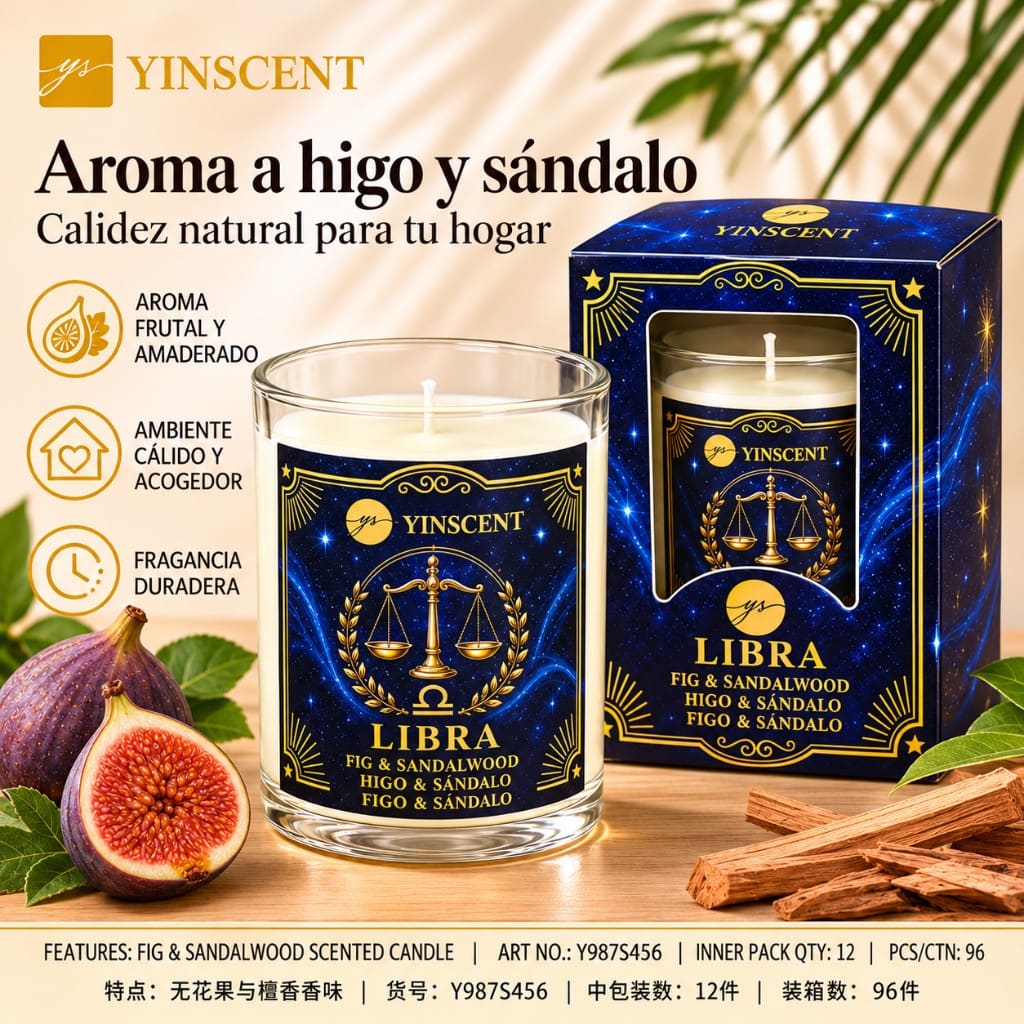 ys YINSCENT
Aroma a higo y sándalo
Calidez natural para tu hogar
AROMA
FRUTAL Y
AMADERADO
AMBIENTE
CÁLIDO Y
ACOGEDOR
FRAGANCIA
DURADERA
ys YINSCENT
LIBRA
FIG & SANDALWOOD
HIGO & SÁNDALO
FIGO & SÁNDALO
ys
YINSCENT
ys YINSCENT
ys
LIBRA
FIG & SANDALWOOD
HIGO & SÁNDALO
FIGO & SÁNDALO
FEATURES: FIG & SANDALWOOD SCENTED CANDLE | ART NO.: Y987S456 | INNER PACK QTY: 12 | PCS/CTN: 96
特点：无花果与檀香香味 | 货号：Y987S456 | 中包装数：12件 | 装箱数：96件